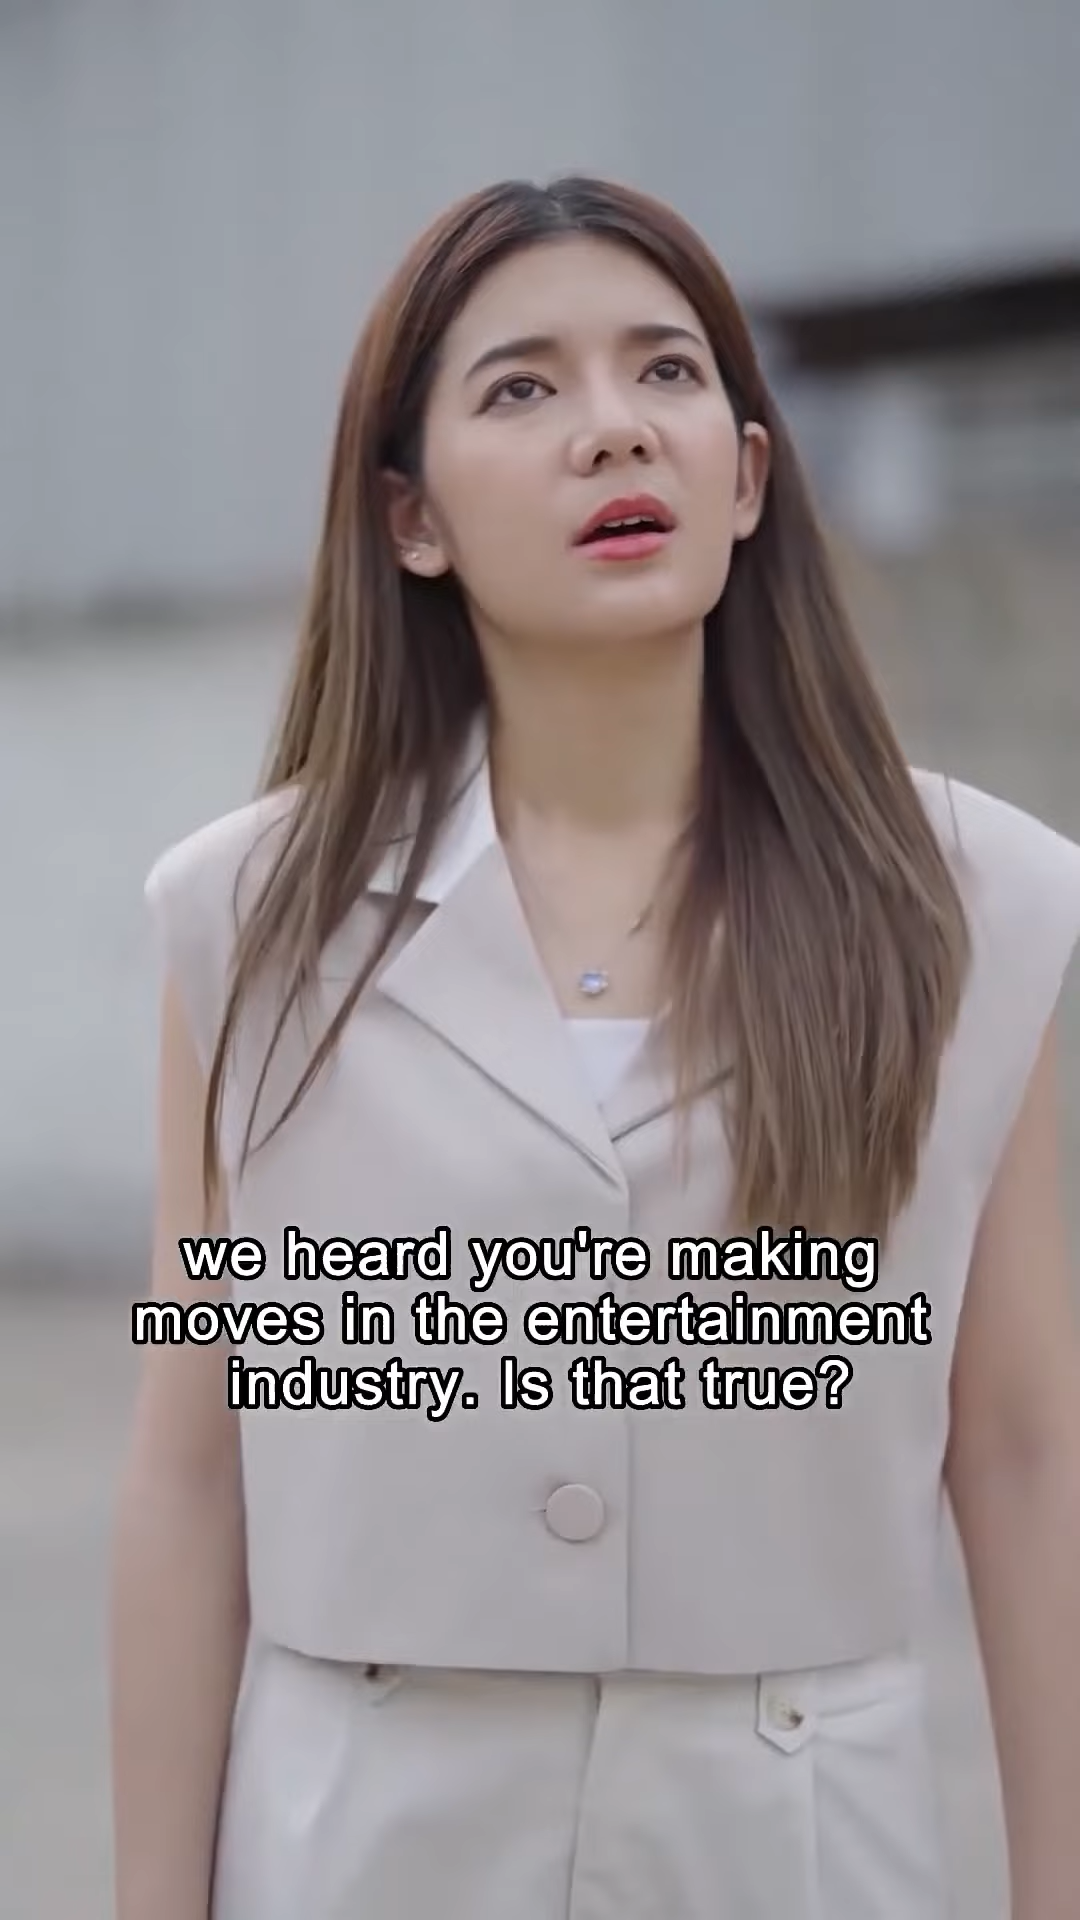 we heard you're making
moves in the entertainment
industry. Is that true?